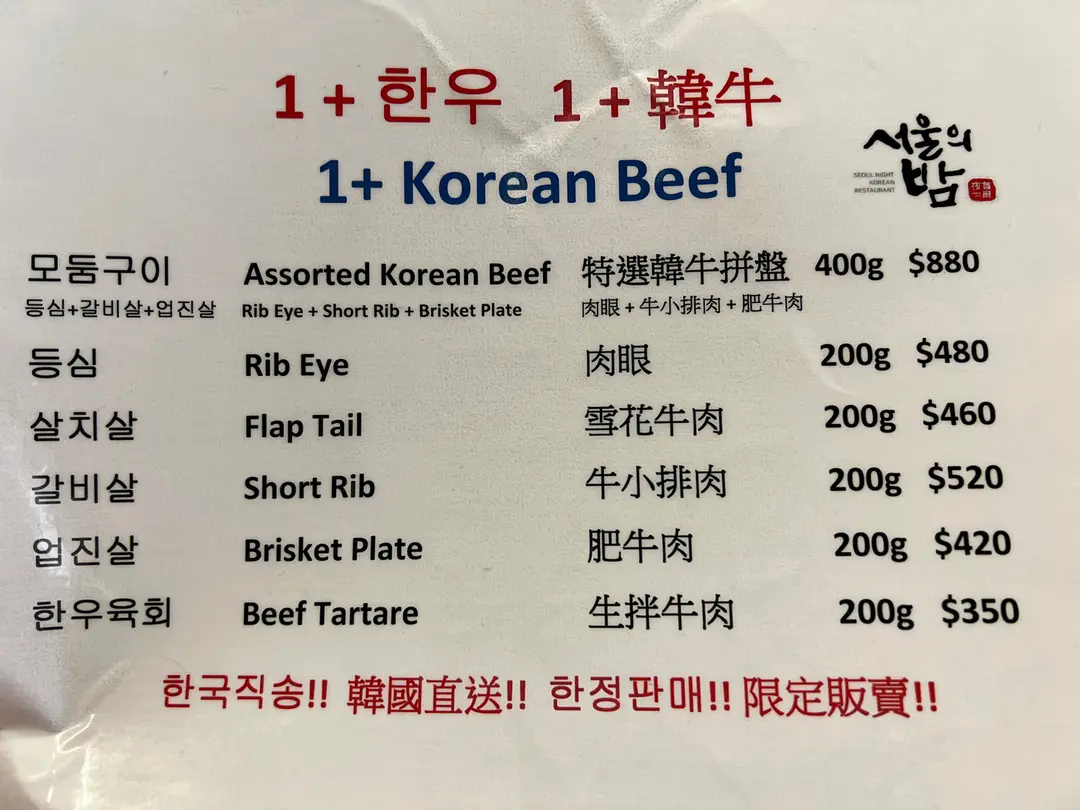 1 + 한우 1 + 韓牛
1+ Korean Beef
서울의
밤
SEOUL NIGHT
KOREAN
RESTAURANT
모둠구이 Assorted Korean Beef 特選韓牛拼盤 400g $880
등심+갈비살+업진살 Rib Eye + Short Rib + Brisket Plate 肉眼 + 牛小排肉 + 肥牛肉
등심 Rib Eye 肉眼 200g $480
살치살 Flap Tail 雪花牛肉 200g $460
갈비살 Short Rib 牛小排肉 200g $520
업진살 Brisket Plate 肥牛肉 200g $420
한우육회 Beef Tartare 生拌牛肉 200g $350
한국직송!! 韓國直送!! 한정판매!! 限定販賣!!